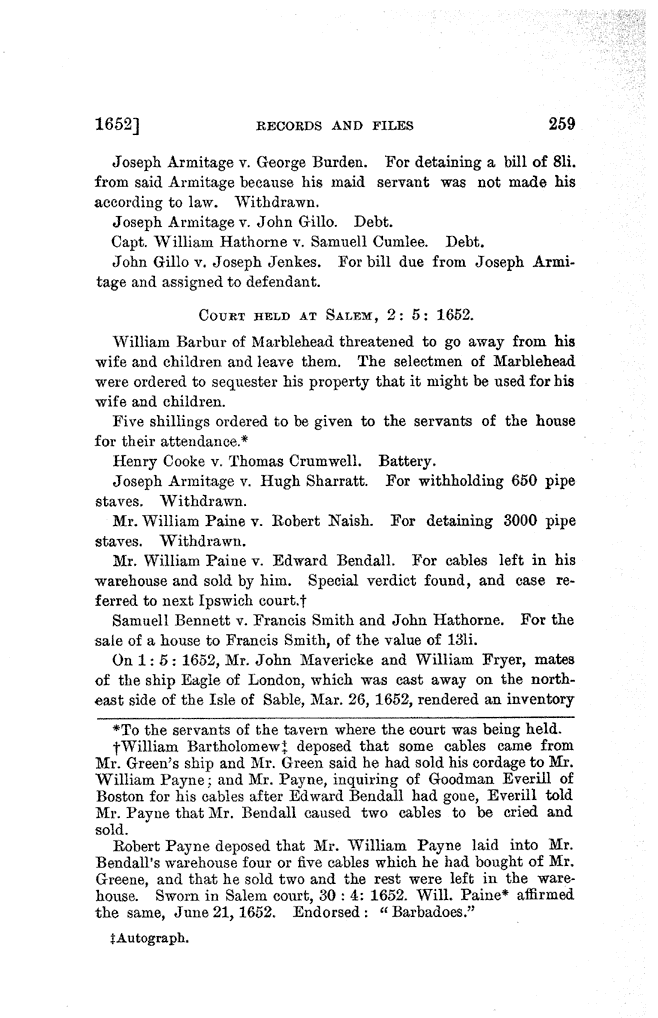 1652]	RECORDS AND FILES	259
Joseph Armitage v. George Burden. For detaining a bill of 8li.
from said Armitage because his maid servant was not made his
according to law. Withdrawn.
Joseph Armitage v. John Gillo. Debt.
Capt. William Hathorne v. Samuell Cumlee. Debt.
John Gillo v. Joseph Jenkes. For bill due from Joseph Armi-
tage and assigned to defendant.
COURT HELD AT SALEM, 2: 5: 1652.
William Barbur of Marblehead threatened to go away from his
wife and children and leave them. The selectmen of Marblehead
were ordered to sequester his property that it might be used for his
wife and children.
Five shillings ordered to be given to the servants of the house
for their attendance.*
Henry Cooke v. Thomas Crumwell. Battery.
Joseph Armitage v. Hugh Sharratt. For withholding 650 pipe
staves. Withdrawn.
Mr. William Paine v. Robert Naish. For detaining 3000 pipe
staves. Withdrawn.
Mr. William Paine v. Edward Bendall. For cables left in his
warehouse and sold by him. Special verdict found, and case re-
ferred to next Ipswich court.†
Samuell Bennett v. Francis Smith and John Hathorne. For the
sale of a house to Francis Smith, of the value of 13li.
On 1: 5: 1652, Mr. John Mavericke and William Fryer, mates
of the ship Eagle of London, which was cast away on the north-
east side of the Isle of Sable, Mar. 26, 1652, rendered an inventory
*To the servants of the tavern where the court was being held.
†William Bartholomew‡ deposed that some cables came from
Mr. Green's ship and Mr. Green said he had sold his cordage to Mr.
William Payne; and Mr. Payne, inquiring of Goodman Everill of
Boston for his cables after Edward Bendall had gone, Everill told
Mr. Payne that Mr. Bendall caused two cables to be cried and
sold.
Robert Payne deposed that Mr. William Payne laid into Mr.
Bendall's warehouse four or five cables which he had bought of Mr.
Greene, and that he sold two and the rest were left in the ware-
house. Sworn in Salem court, 30: 4: 1652. Will. Paine* affirmed
the same, June 21, 1652. Endorsed: "Barbadoes."
‡Autograph.